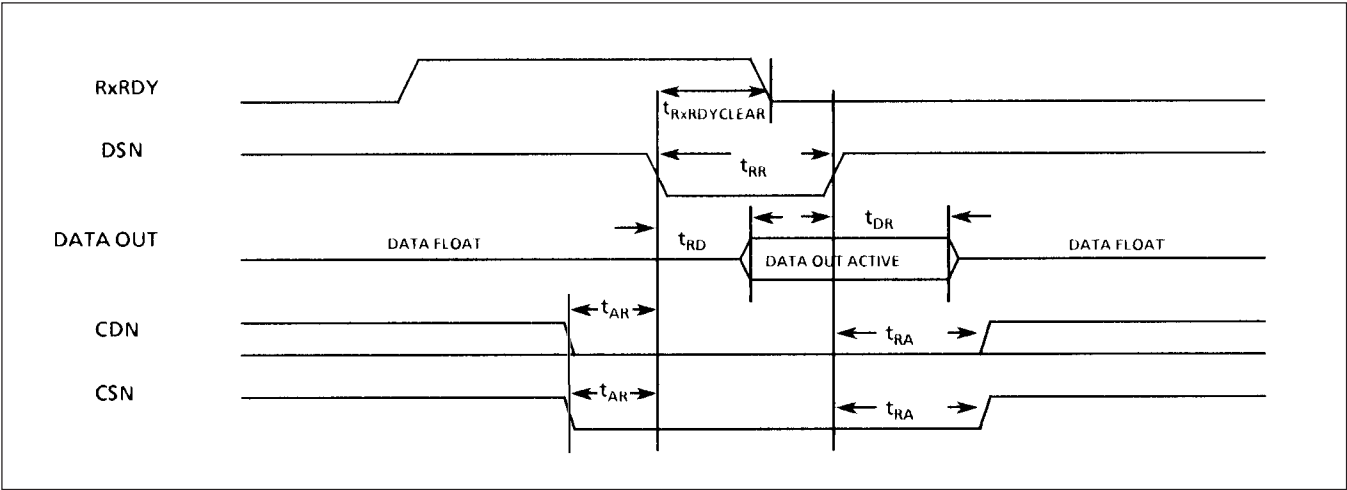 RxRDY
tRxRDYCLEAR
DSN
tRR
DATA OUT
DATA FLOAT
tRD
tDR
DATA OUT ACTIVE
DATA FLOAT
CDN
tAR
tRA
CSN
tAR
tRA